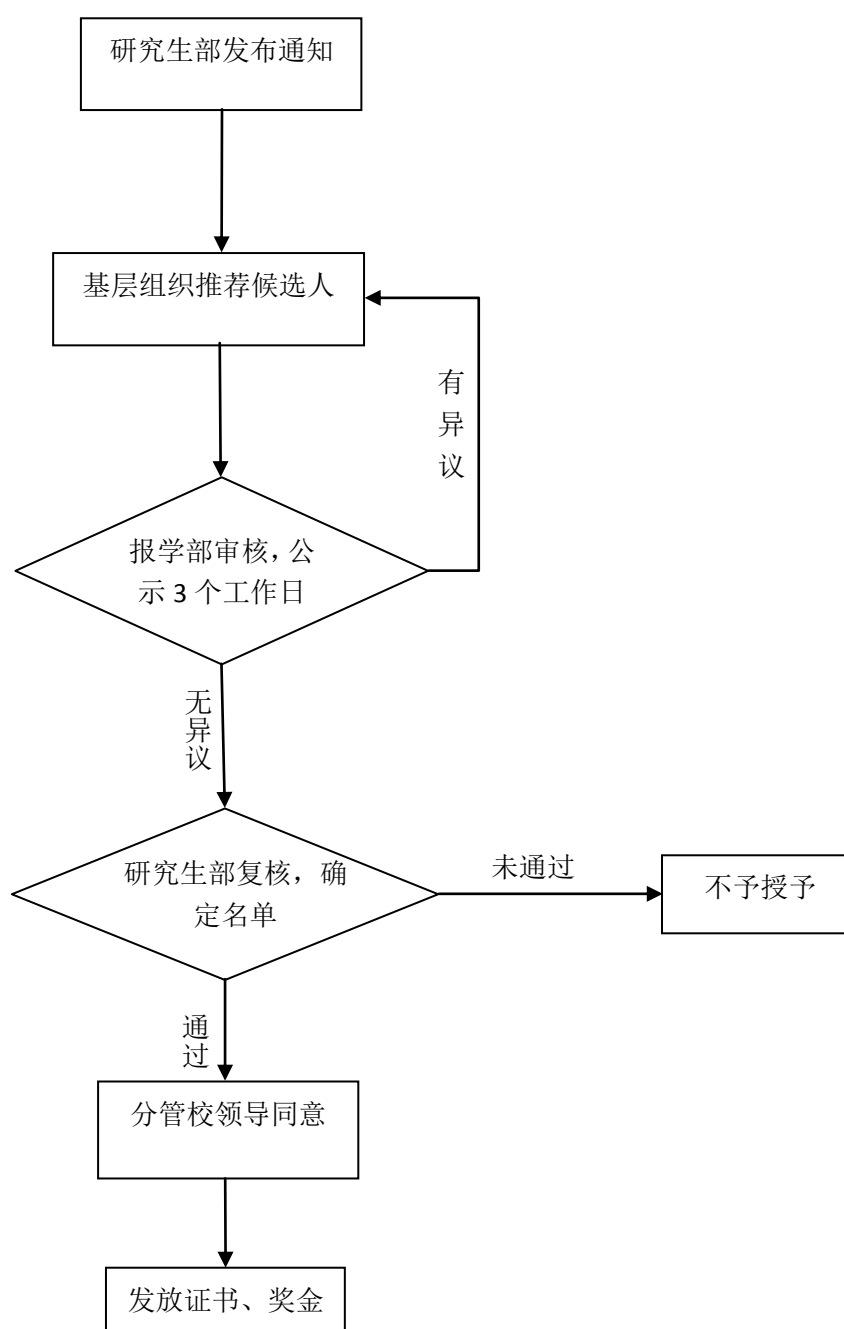 研究生部发布通知
基层组织推荐候选人
有
异
议
报学部审核，公
示 3 个工作日
无
异
议
研究生部复核，确
定名单
未通过
不予授予
通
过
分管校领导同意
发放证书、奖金